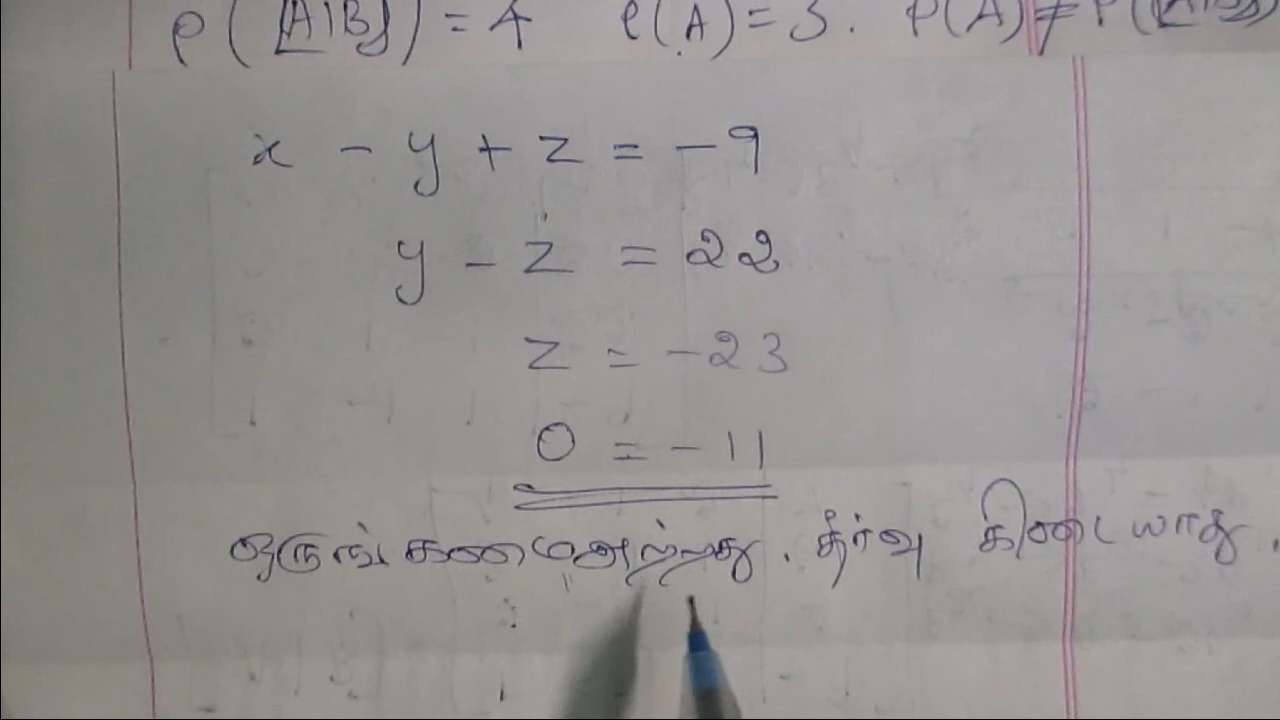 ρ([A|B]) = 4 ρ(A) = 3. ρ(A) ≠ ρ([A|B])
x - y + z = -9
y - z = 22
z = -23
0 = -11
ஒருங்கமைவற்றது. தீர்வு கிடையாது.